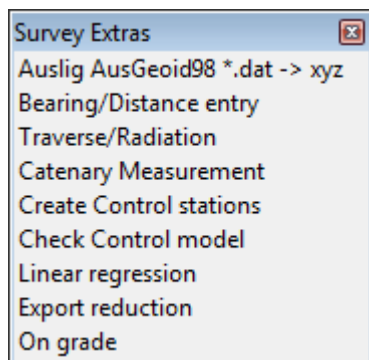 Survey Extras
Auslig AusGeoid98 *.dat -> xyz
Bearing/Distance entry
Traverse/Radiation
Catenary Measurement
Create Control stations
Check Control model
Linear regression
Export reduction
On grade